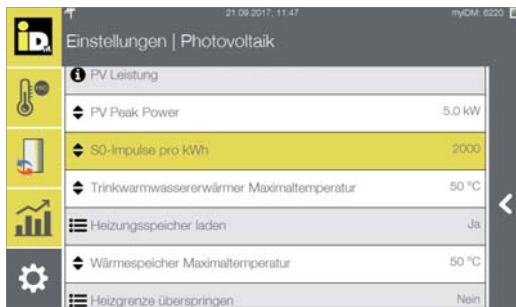 iD
21.09.2017, 11:47
myIDM: 6220
Einstellungen | Photovoltaik
PRO
PV Leistung
PV Peak Power 5.0 kW
S0-Impulse pro kWh 2000
Trinkwarmwassererwärmer Maximaltemperatur 50 °C
Heizungsspeicher laden Ja
Wärmespeicher Maximaltemperatur 50 °C
Heizgrenze überspringen Nein